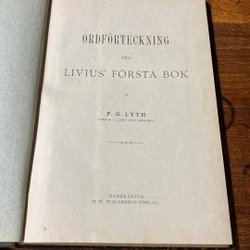 ORDFÖRTECKNING
TILL
LIVIUS' FÖRSTA BOK
AF
P. G. LYTH
NORRKÖPING
M. W. WALLBERGS FÖRLAG.